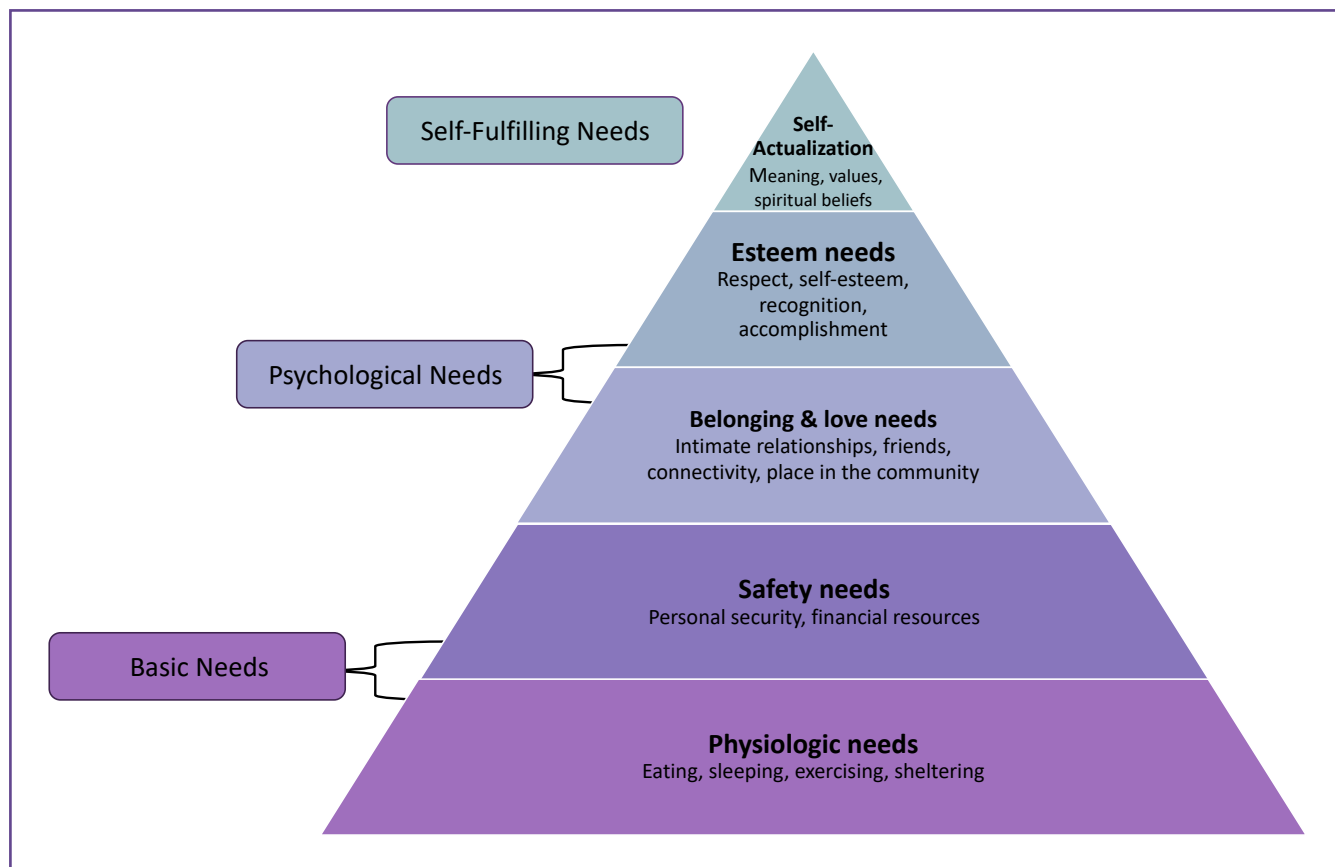 Self-Fulfilling Needs
Self-
Actualization
Meaning, values,
spiritual beliefs
Esteem needs
Respect, self-esteem,
recognition,
accomplishment
Psychological Needs
Belonging & love needs
Intimate relationships, friends,
connectivity, place in the community
Safety needs
Personal security, financial resources
Basic Needs
Physiologic needs
Eating, sleeping, exercising, sheltering